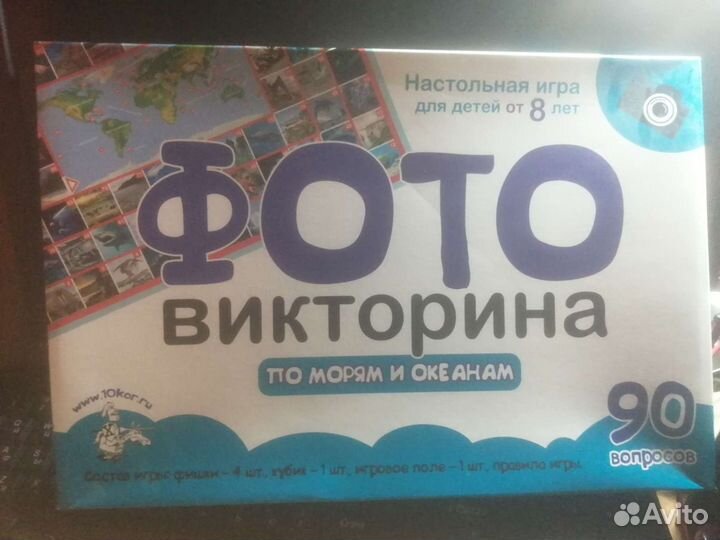 Настольная игра
для детей от 8 лет
ФОТО
викторина
ПО МОРЯМ И ОКЕАНАМ
www.10kor.ru
90
вопросов
Состав игры: фишки – 4 шт., кубик – 1 шт., игровое поле – 1 шт., правила игры.
Avito